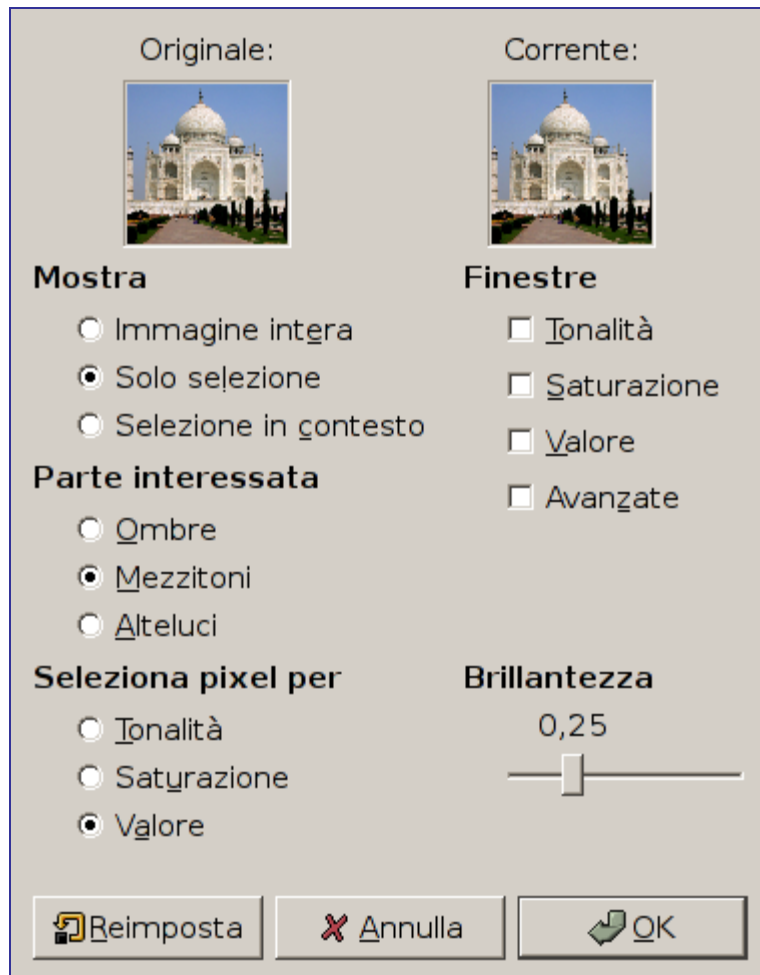 Originale:
Corrente:
Mostra
Immagine intera
Solo selezione
Selezione in contesto
Finestre
Tonalità
Saturazione
Valore
Avanzate
Parte interessata
Ombre
Mezzitoni
Alteluci
Seleziona pixel per
Tonalità
Saturazione
Valore
Brillantezza
0,25
Reimposta
Annulla
OK